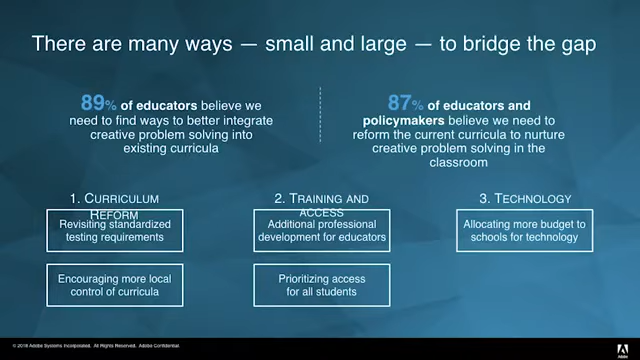 There are many ways — small and large — to bridge the gap
89% of educators believe we
need to find ways to better integrate
creative problem solving into
existing curricula
87% of educators and
policymakers believe we need to
reform the current curricula to nurture
creative problem solving in the
classroom
1. CURRICULUM
REFORM
Revisiting standardized
testing requirements
Encouraging more local
control of curricula
2. TRAINING AND
ACCESS
Additional professional
development for educators
Prioritizing access
for all students
3. TECHNOLOGY
Allocating more budget to
schools for technology
© 2018 Adobe Systems Incorporated. All Rights Reserved. Adobe Confidential.
Adobe